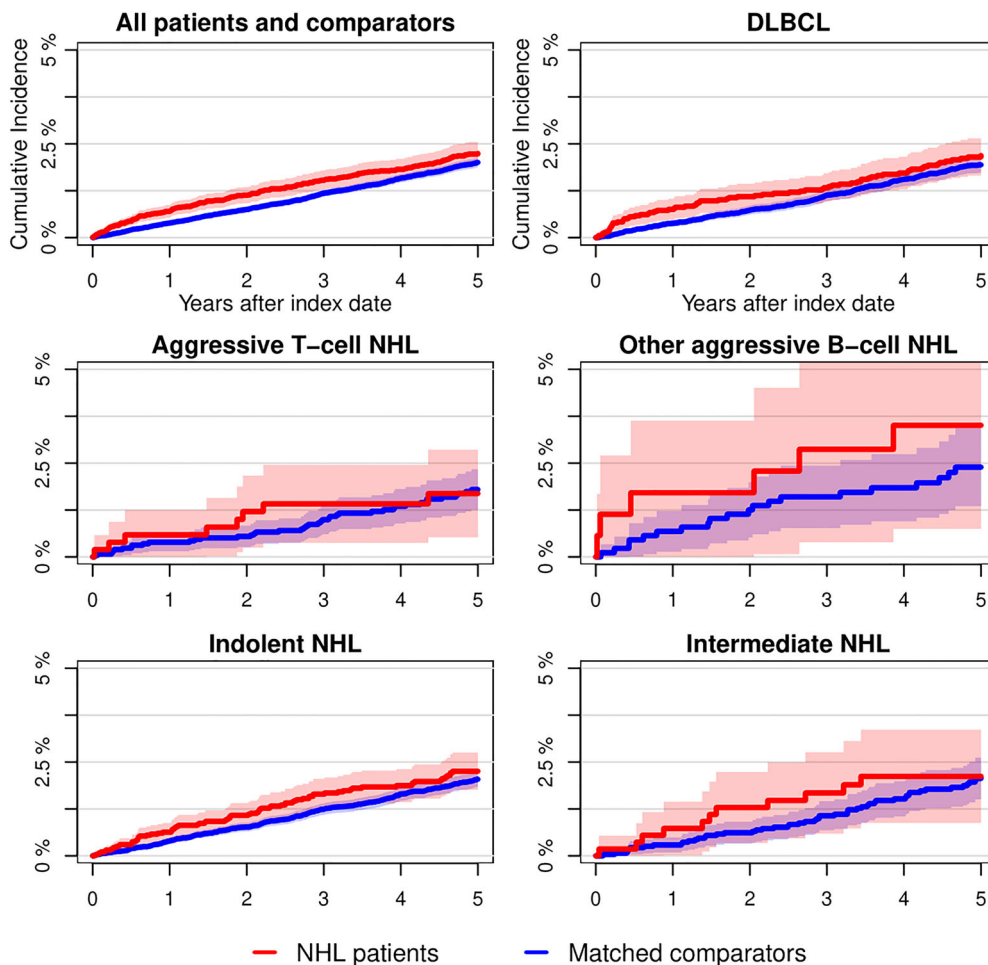 All patients and comparators
Cumulative Incidence
0 % 2.5 % 5 %
0 1 2 3 4 5
Years after index date
DLBCL
Cumulative Incidence
0 % 2.5 % 5 %
0 1 2 3 4 5
Years after index date
Aggressive T-cell NHL
0 % 2.5 % 5 %
0 1 2 3 4 5
Other aggressive B-cell NHL
0 % 2.5 % 5 %
0 1 2 3 4 5
Indolent NHL
0 % 2.5 % 5 %
0 1 2 3 4 5
Intermediate NHL
0 % 2.5 % 5 %
0 1 2 3 4 5
NHL patients
Matched comparators